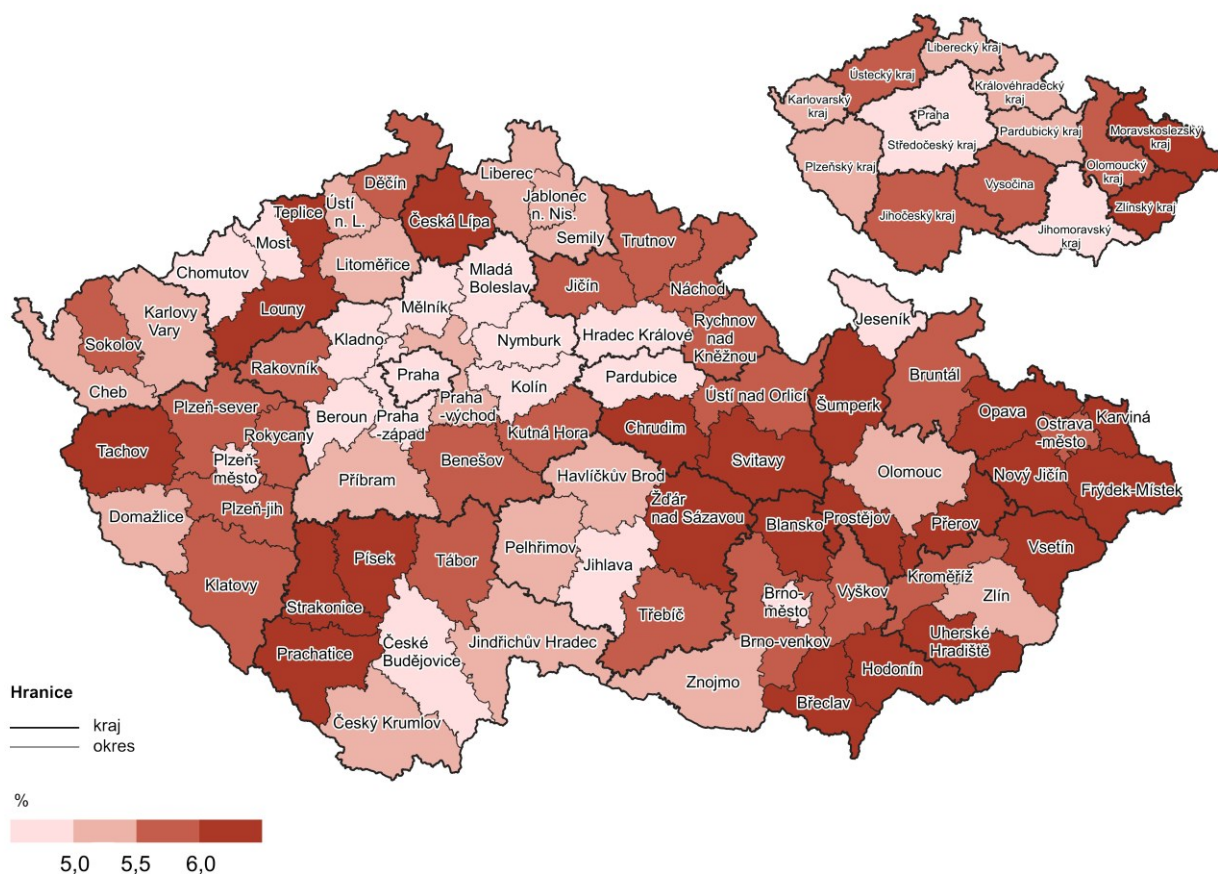 Liberecký kraj
Ústecký kraj
Karlovarský
kraj
Královéhradecký
kraj
Praha
Středočeský kraj
Pardubický kraj
Moravskoslezský
kraj
Plzeňský kraj
Olomoucký
kraj
Vysočina
Zlínský kraj
Jihočeský kraj
Jihomoravský
kraj
Děčín
Liberec
Teplice
Ústí
n. L.
Česká Lípa
Jablonec
n. Nis.
Most
Semily
Trutnov
Chomutov
Litoměřice
Mladá
Boleslav
Jičín
Náchod
Karlovy
Vary
Louny
Mělník
Jeseník
Sokolov
Kladno
Nymburk
Hradec Králové
Rychnov
nad
Kněžnou
Rakovník
Praha
Kolín
Pardubice
Bruntál
Cheb
Plzeň-sever
Beroun
Praha
-západ
Praha
-východ
Ústí nad Orlicí
Šumperk
Opava
Karviná
Tachov
Rokycany
Kutná Hora
Chrudim
Ostrava
-město
Plzeň-
město
Benešov
Svitavy
Olomouc
Nový Jičín
Frýdek-Místek
Příbram
Havlíčkův Brod
Domažlice
Plzeň-jih
Žďár
nad Sázavou
Blansko
Prostějov
Přerov
Vsetín
Klatovy
Písek
Tábor
Pelhřimov
Jihlava
Kroměříž
Strakonice
Třebíč
Brno-
město
Vyškov
Zlín
Prachatice
České
Budějovice
Jindřichův Hradec
Brno-venkov
Uherské
Hradiště
Znojmo
Hodonín
Břeclav
Český Krumlov
Hranice
kraj
okres
%
5,0 5,5 6,0